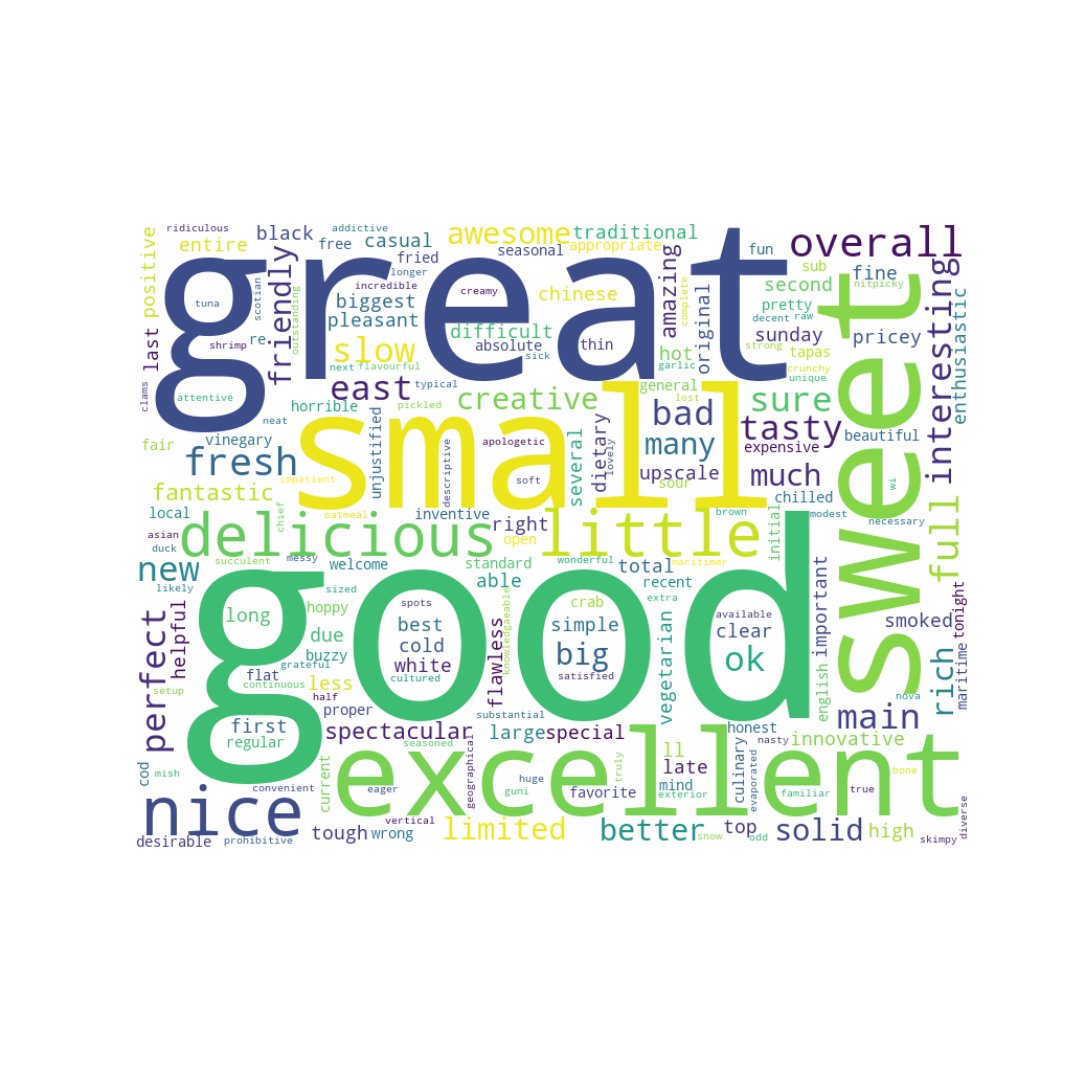 ridiculous
black
addictive
awesome
traditional
positive
entire
free
casual
seasonal
appropriate
fun
overall
great
friendly
fried
longer
amazing
sub
fine
interesting
tuna
scotian
incredible
creamy
chinese
complete
original
second
nitpicky
enthusiastic
outstanding
biggest
pleasant
difficult
pretty
decent
raw
pricey
last
shrimp
re
slow
absolute
thin
hot
strong
sunday
tapas
sweet
next
flavourful
sick
garlic
crunchy
unique
clams
attentive
east
typical
general
lost
sure
neat
horrible
pickled
creative
small
bad
tasty
fair
vinegary
unjustified
descriptive
apologetic
several
dietary
lovely
many
expensive
beautiful
fresh
impatient
soft
sour
upscale
much
wi
fantastic
chief
oatmeal
chilled
local
inventive
right
brown
initial
modest
necessary
full
asian
delicious
open
little
duck
messy
wonderful
maritimer
succulent
welcome
standard
total
new
likely
sized
able
recent
important
good
extra
perfect
helpful
long
hoppy
spots
knowledgaeable
crab
vegetarian
available
smoked
tonight
due
best
simple
clear
maritime
buzzy
cold
flawless
big
ok
english
rich
grateful
white
flat
cultured
satisfied
nova
setup
continuous
less
half
proper
substantial
main
first
spectacular
large
special
honest
regular
seasoned
excellent
ll
culinary
nasty
innovative
cod
mish
current
geographical
truly
late
evaporated
bone
convenient
eager
huge
mind
nice
guni
favorite
exterior
familiar
true
diverse
vertical
desirable
prohibitive
tough
wrong
limited
better
snow
top
odd
solid
high
skimpy